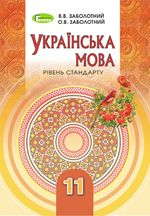 В.В. ЗАБОЛОТНИЙ
О.В. ЗАБОЛОТНИЙ
УКРАЇНСЬКА
МОВА
РІВЕНЬ СТАНДАРТУ
11